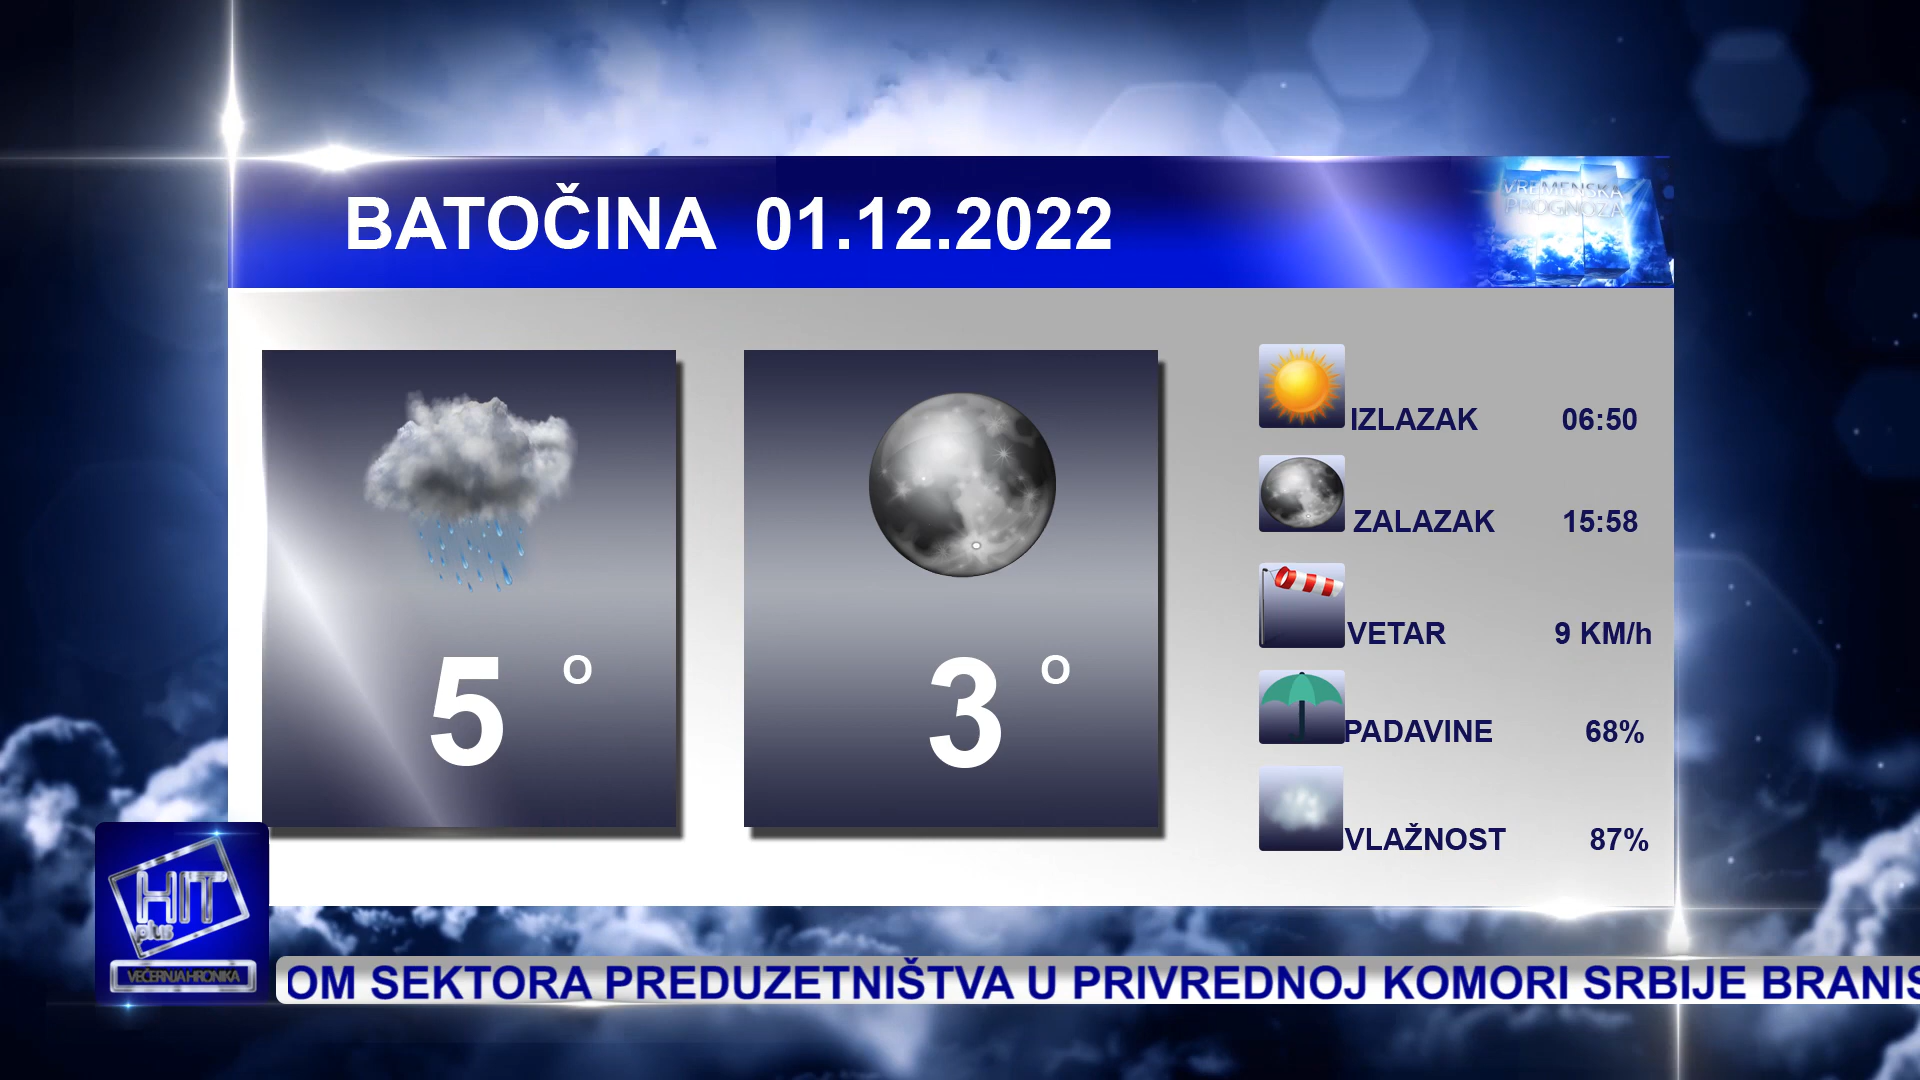 BATOČINA 01.12.2022
VREMENSKA
PROGNOZA
5 °
3 °
IZLAZAK 06:50
ZALAZAK 15:58
VETAR 9 KM/h
PADAVINE 68%
VLAŽNOST 87%
HIT
plus
VEČERNJA HRONIKA
OM SEKTORA PREDUZETNIŠTVA U PRIVREDNOJ KOMORI SRBIJE BRANIS